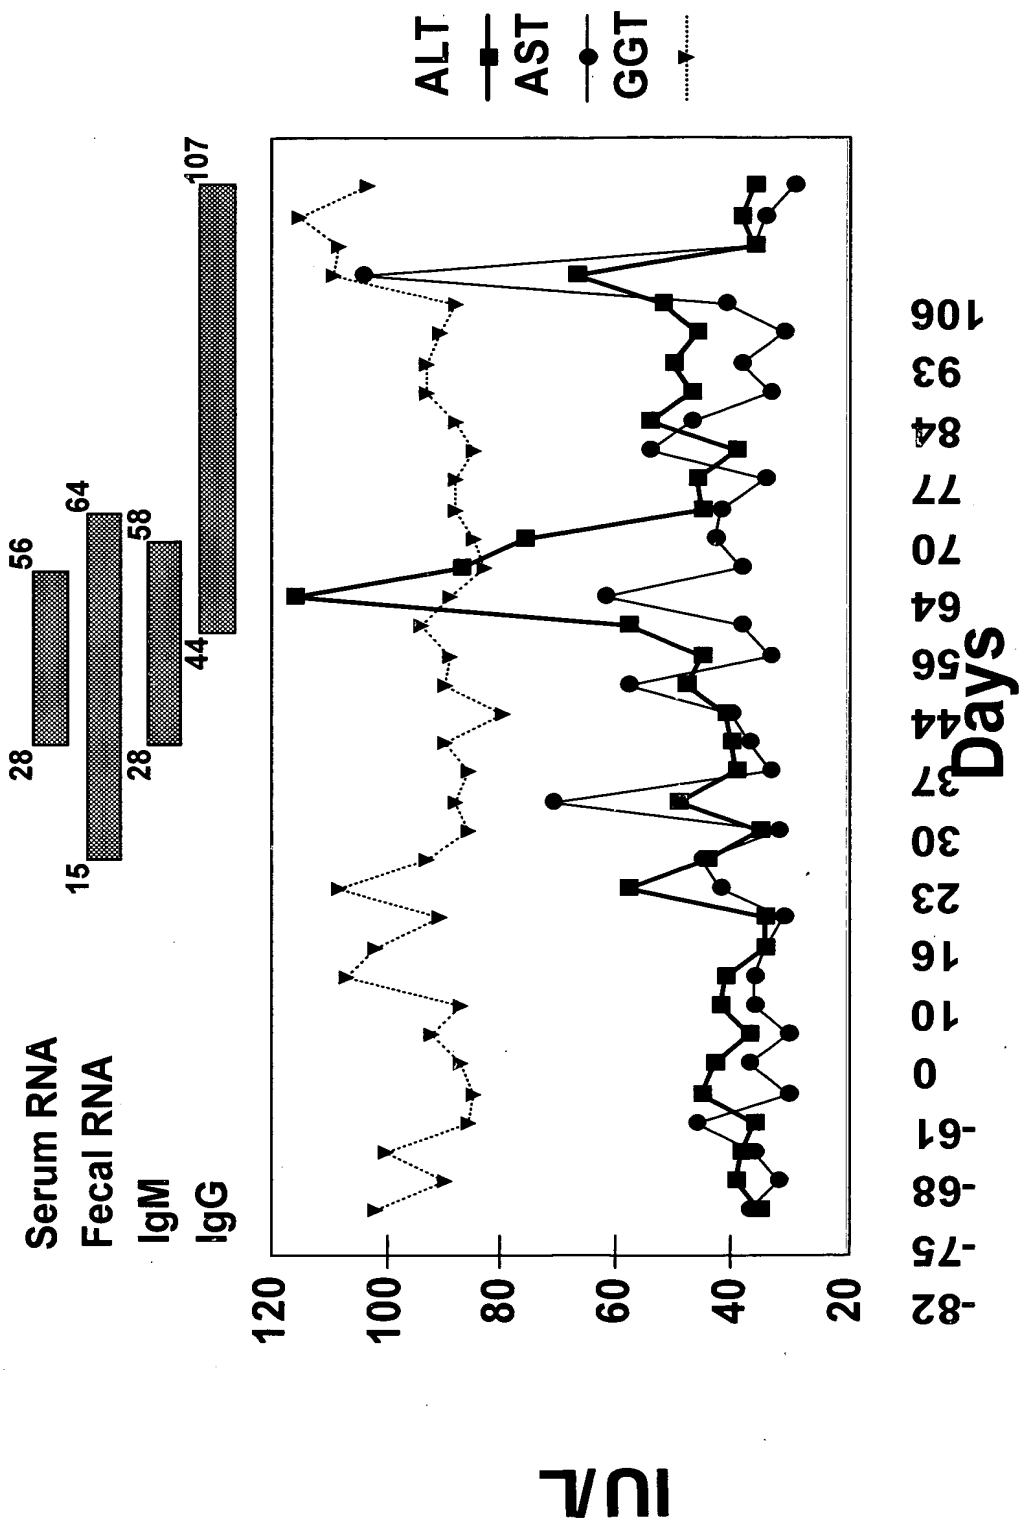 Serum RNA 28 56
Fecal RNA 15 64
IgM 28 58
IgG 44 107
120
100
80
60
40
20
IU/L
-82 -75 -68 -61 0 10 16 23 30 37 444 56 64 70 77 84 93 106
Days
ALT
AST
GGT